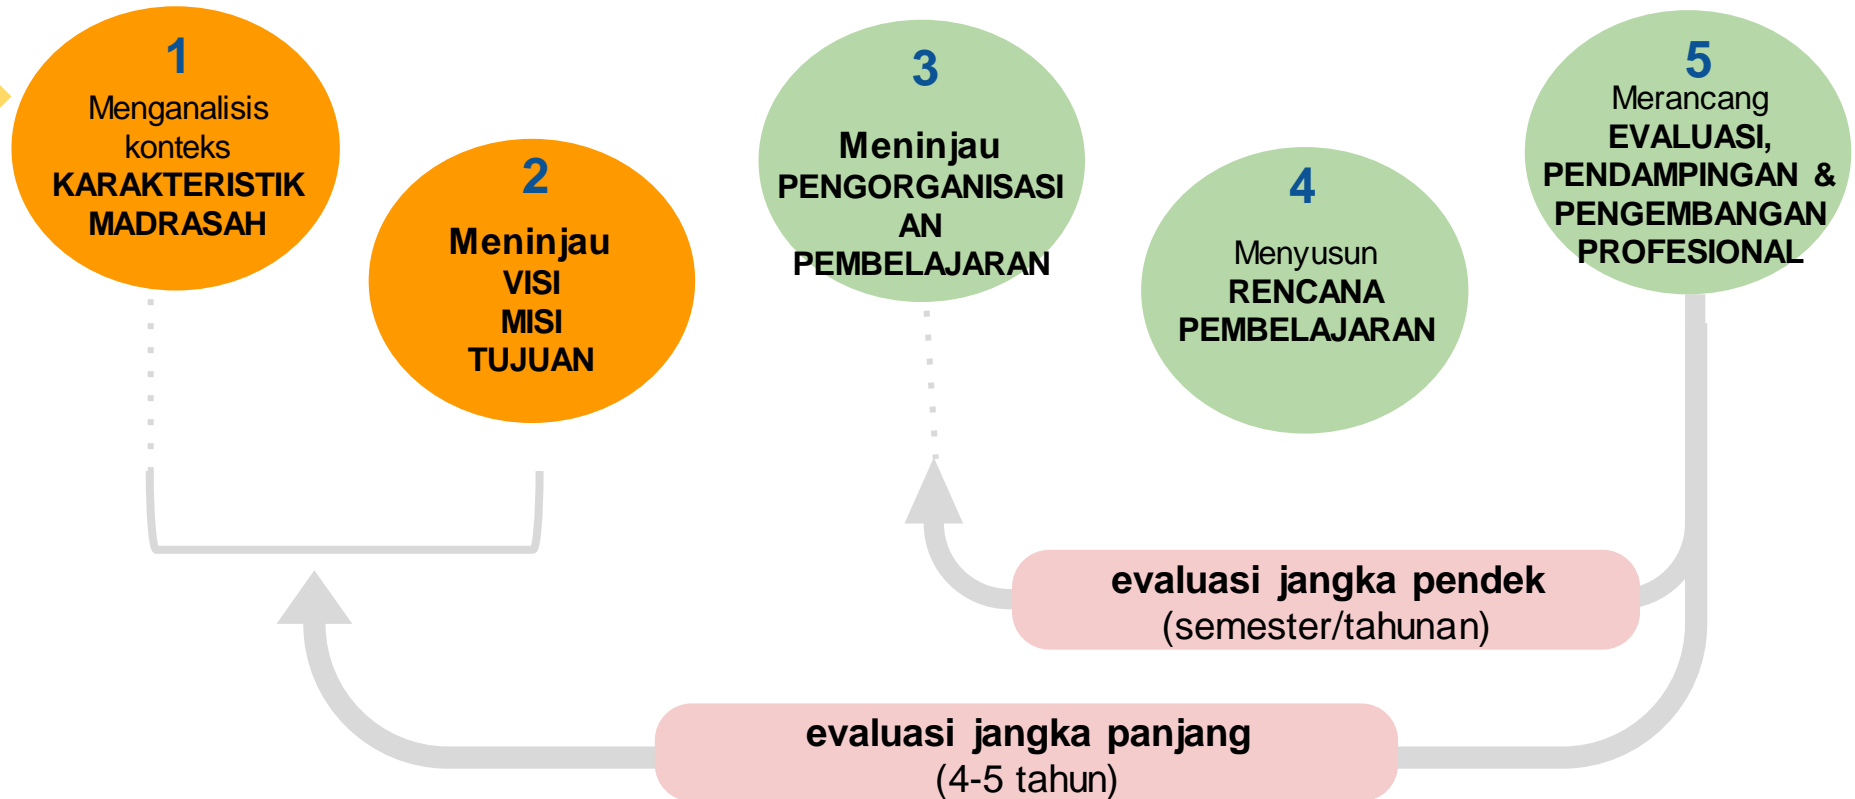 1
Menganalisis
konteks
KARAKTERISTIK
MADRASAH
2
Meninjau
VISI
MISI
TUJUAN
3
Meninjau
PENGORGANISASI
AN
PEMBELAJARAN
4
Menyusun
RENCANA
PEMBELAJARAN
5
Merancang
EVALUASI,
PENDAMPINGAN &
PENGEMBANGAN
PROFESIONAL
evaluasi jangka pendek
(semester/tahunan)
evaluasi jangka panjang
(4-5 tahun)